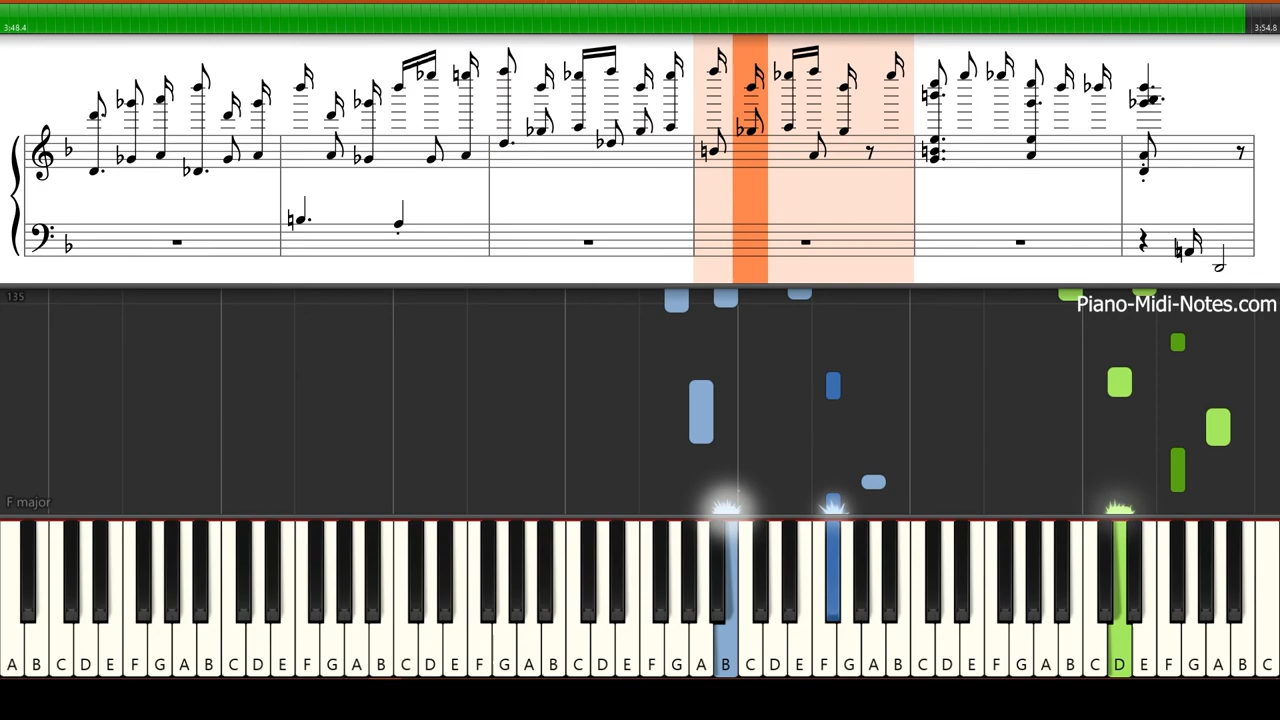 3:48.4 3:54.8
135
Piano-Midi-Notes.com
F major
A B C D E F G A B C D E F G A B C D E F G A B C D E F G A B C D E F G A B C D E F G A B C D E F G A B C